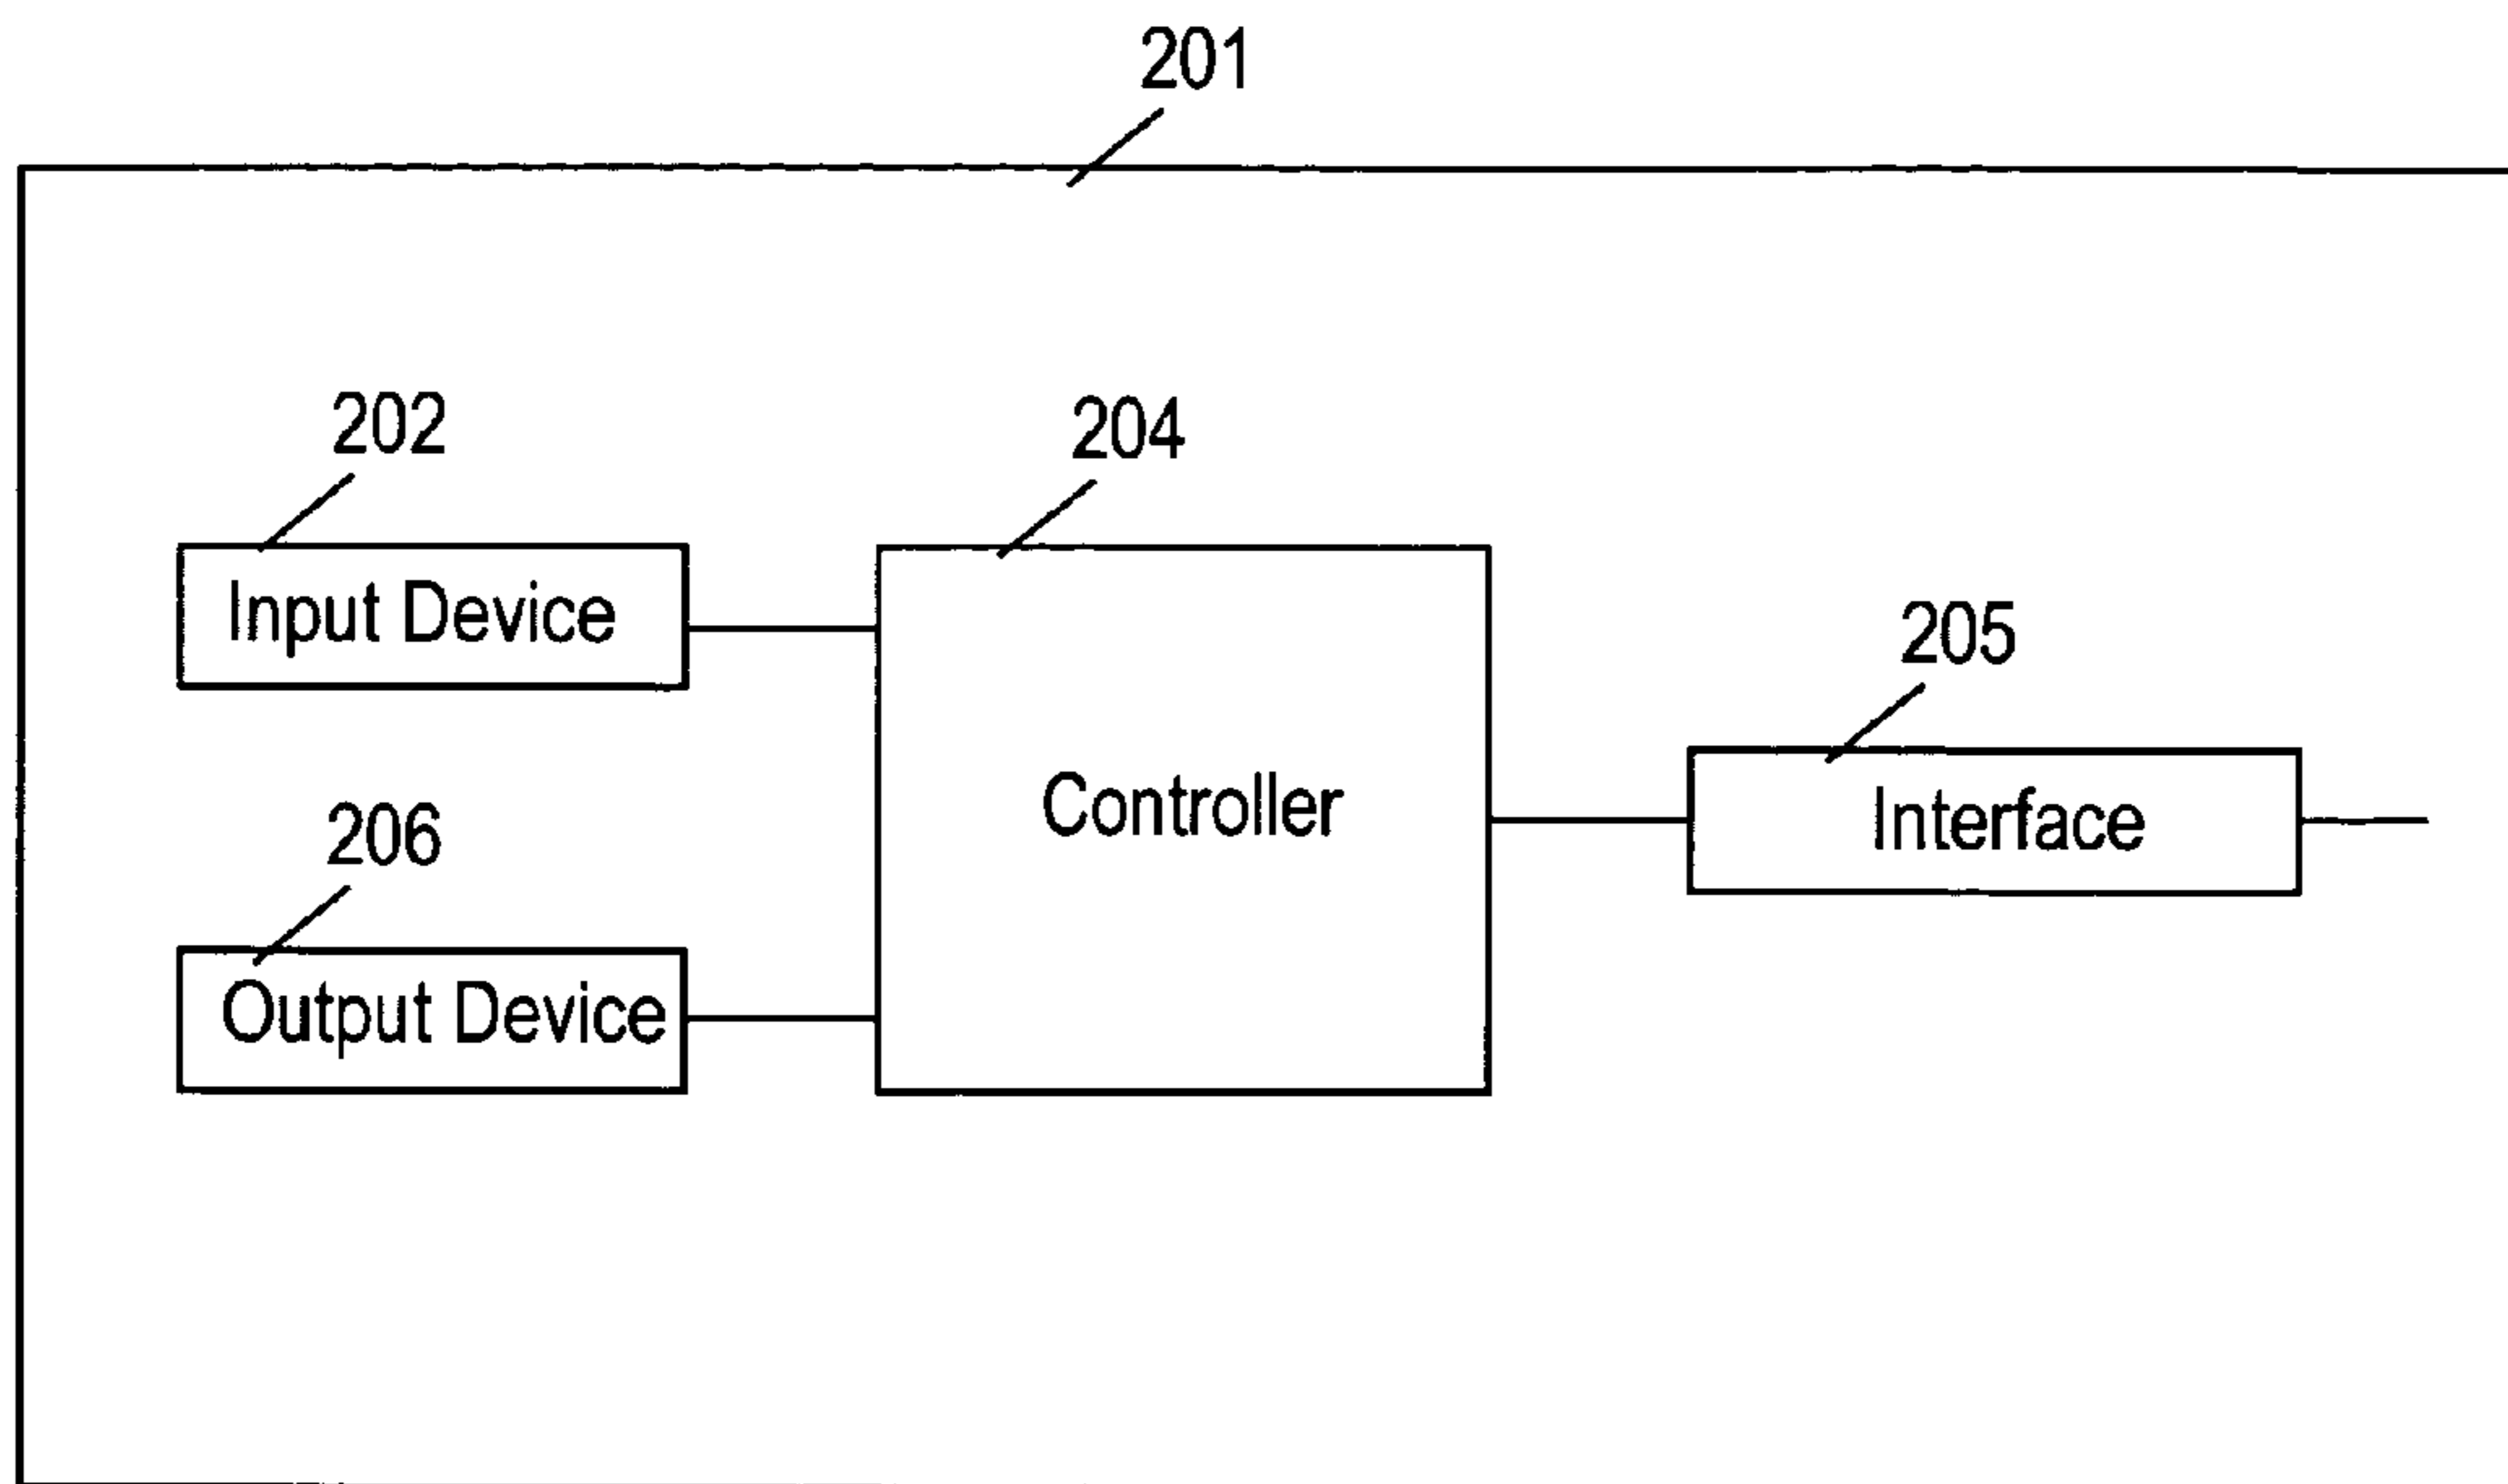 201
202
204
Input Device
205
206
Controller
Interface
Output Device